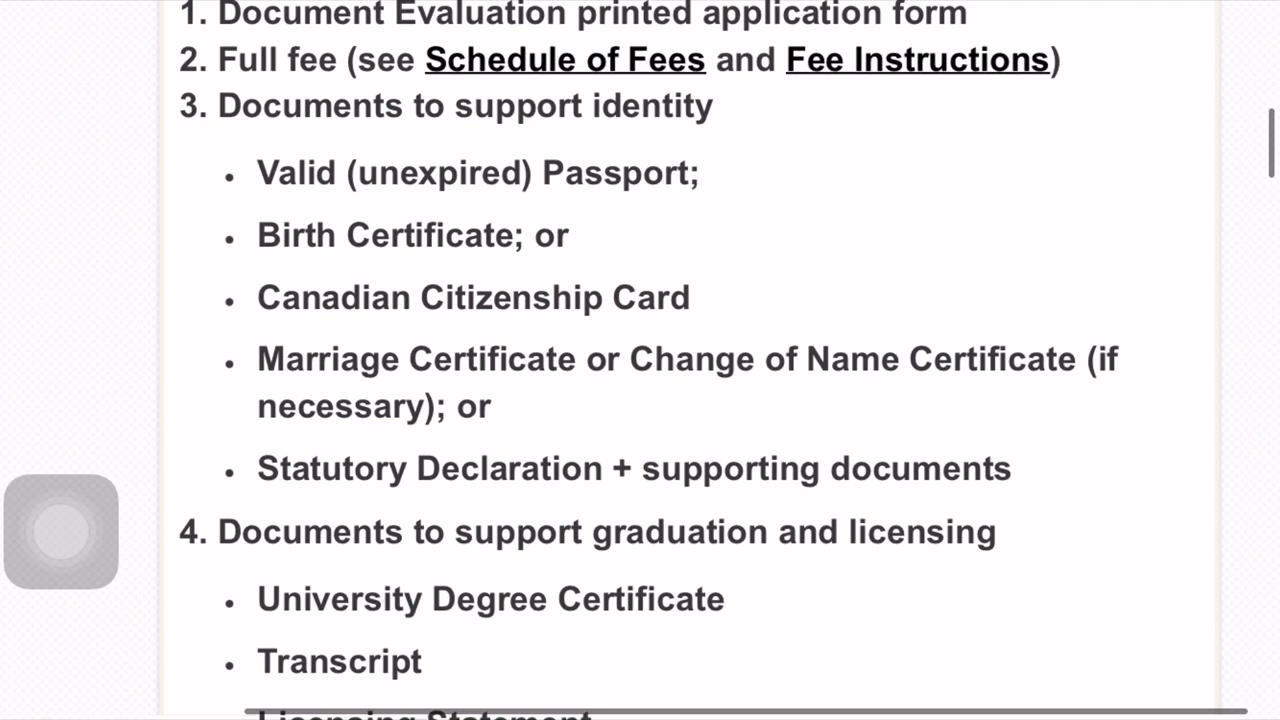 1. Document Evaluation printed application form
2. Full fee (see Schedule of Fees and Fee Instructions)
3. Documents to support identity
• Valid (unexpired) Passport;
• Birth Certificate; or
• Canadian Citizenship Card
• Marriage Certificate or Change of Name Certificate (if
necessary); or
• Statutory Declaration + supporting documents
4. Documents to support graduation and licensing
• University Degree Certificate
• Transcript
Licensing Statement